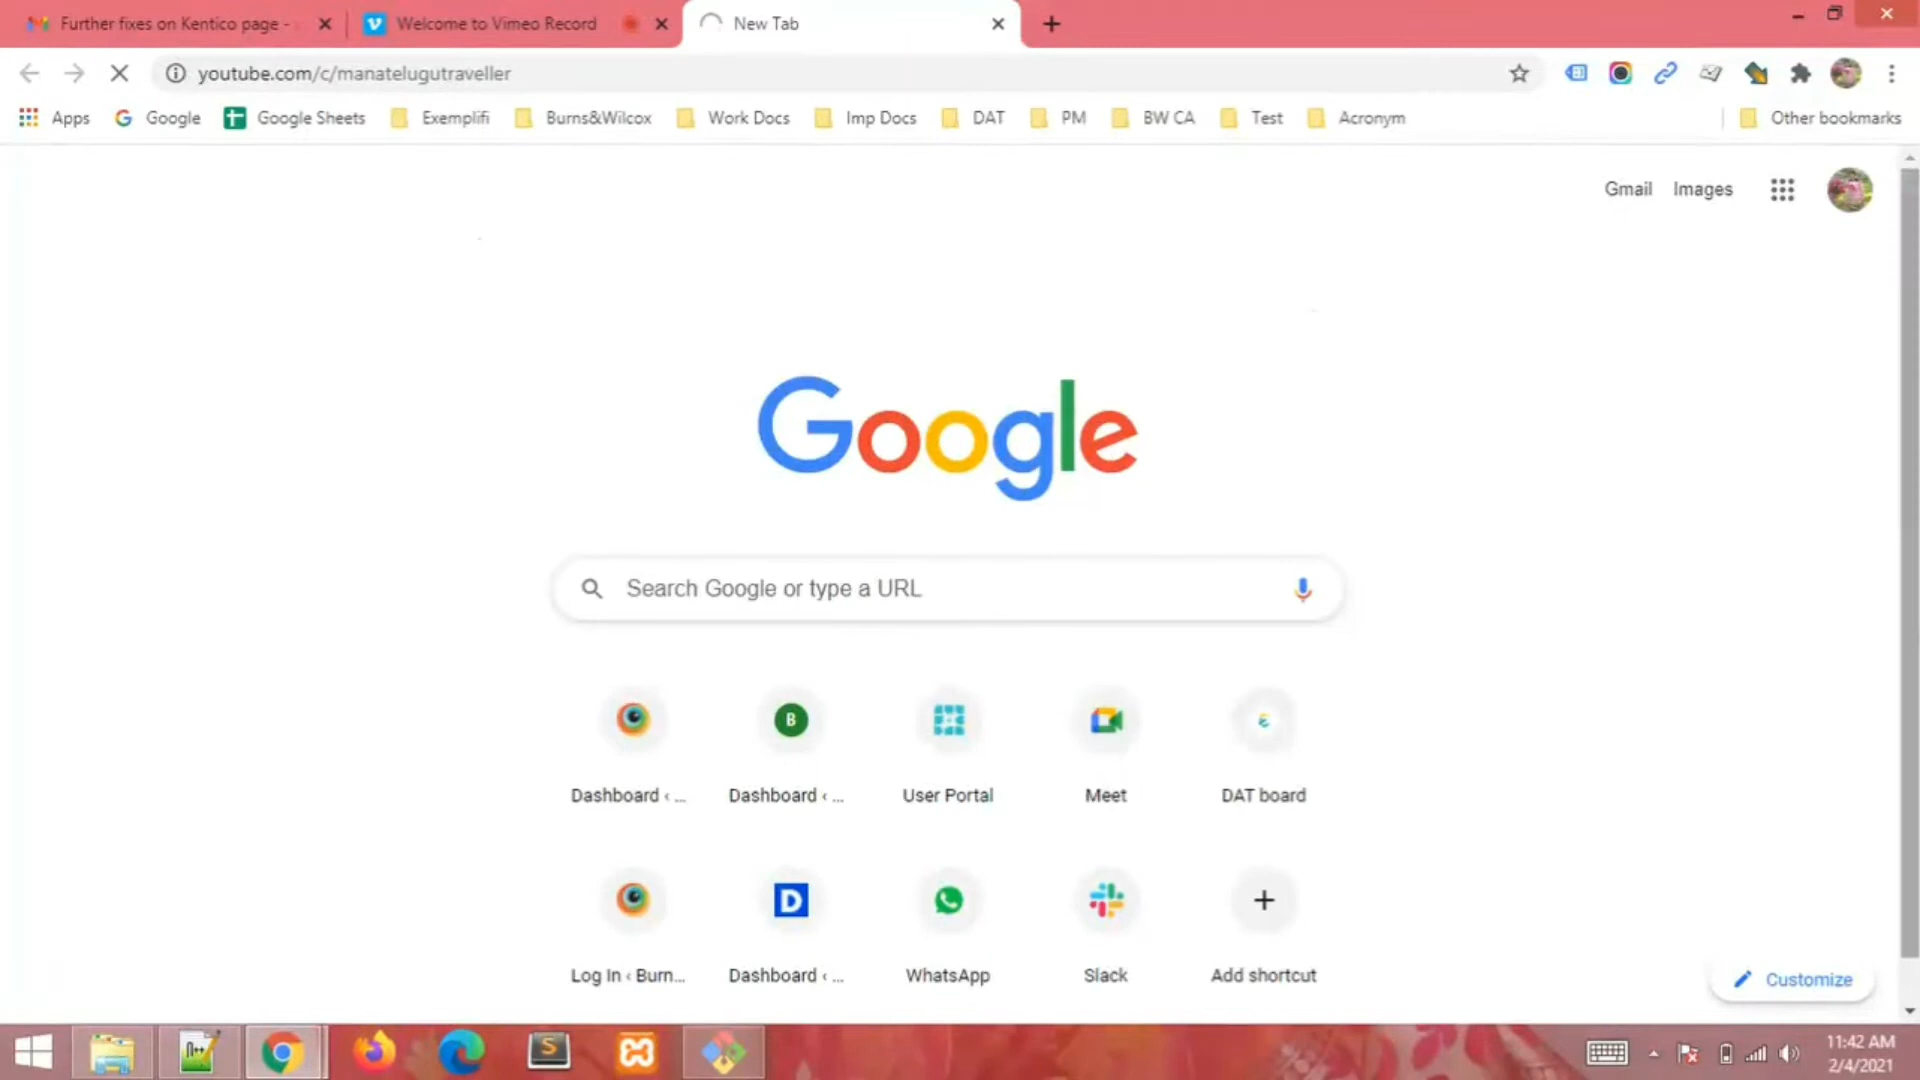 Further fixes on Kentico page -
Welcome to Vimeo Record
New Tab
youtube.com/c/manatelugutraveller
Apps
Google
Google Sheets
Exemplifi
Burns&Wilcox
Work Docs
Imp Docs
DAT
PM
BW CA
Test
Acronym
Other bookmarks
Gmail
Images
Google
Search Google or type a URL
B
Dashboard ‹ ...
Dashboard ‹ ...
User Portal
Meet
DAT board
D
Log In ‹ Burn...
Dashboard ‹ ...
WhatsApp
Slack
Add shortcut
Customize
11:42 AM
2/4/2021